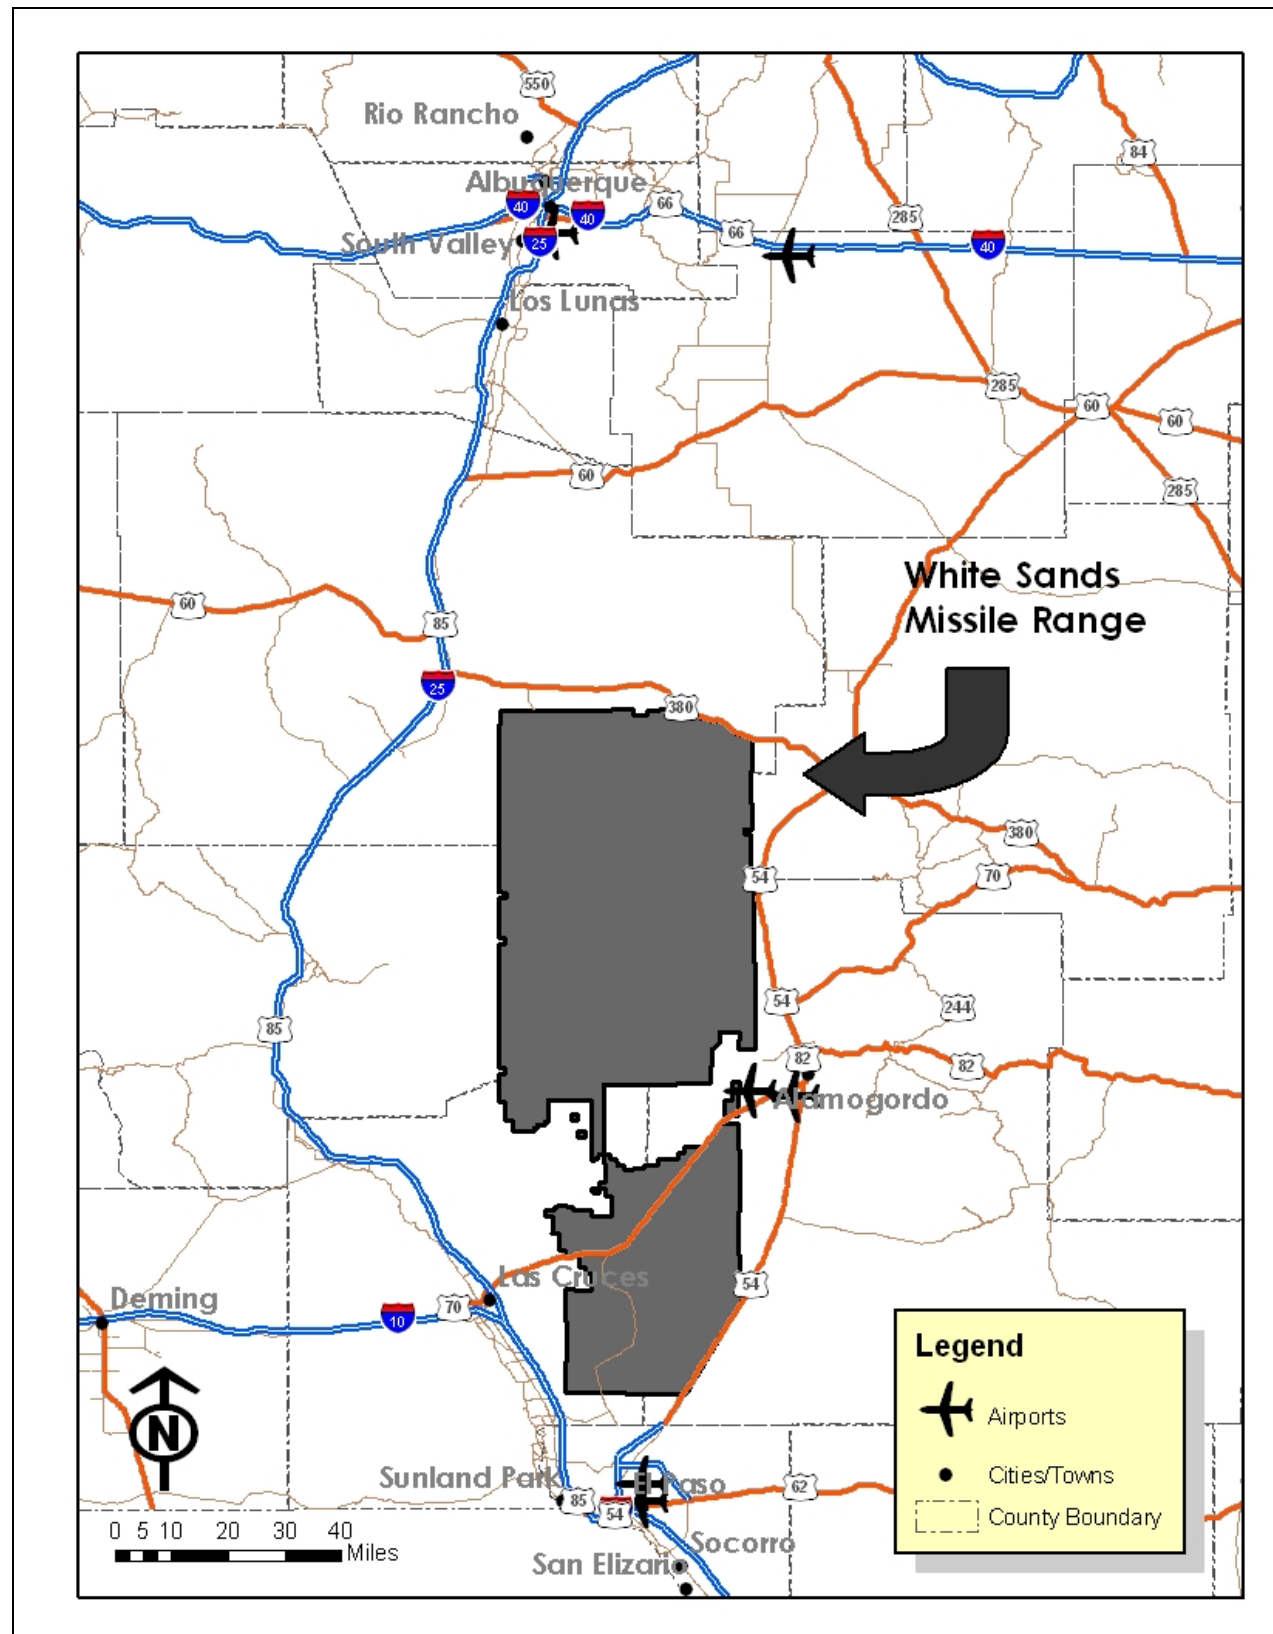 550
Rio Rancho
84
Albuquerque
40
40
66
285
66
South Valley
25
40
Los Lunas
285
60
60
60
285
White Sands
Missile Range
60
85
25
380
380
54
70
54
244
85
82
82
Alamogordo
54
Las Cruces
Deming
70
10
Legend
Airports
Cities/Towns
County Boundary
N
Sunland Park
El Paso
62
85
54
0 5 10 20 30 40
Miles
Socorro
San Elizario